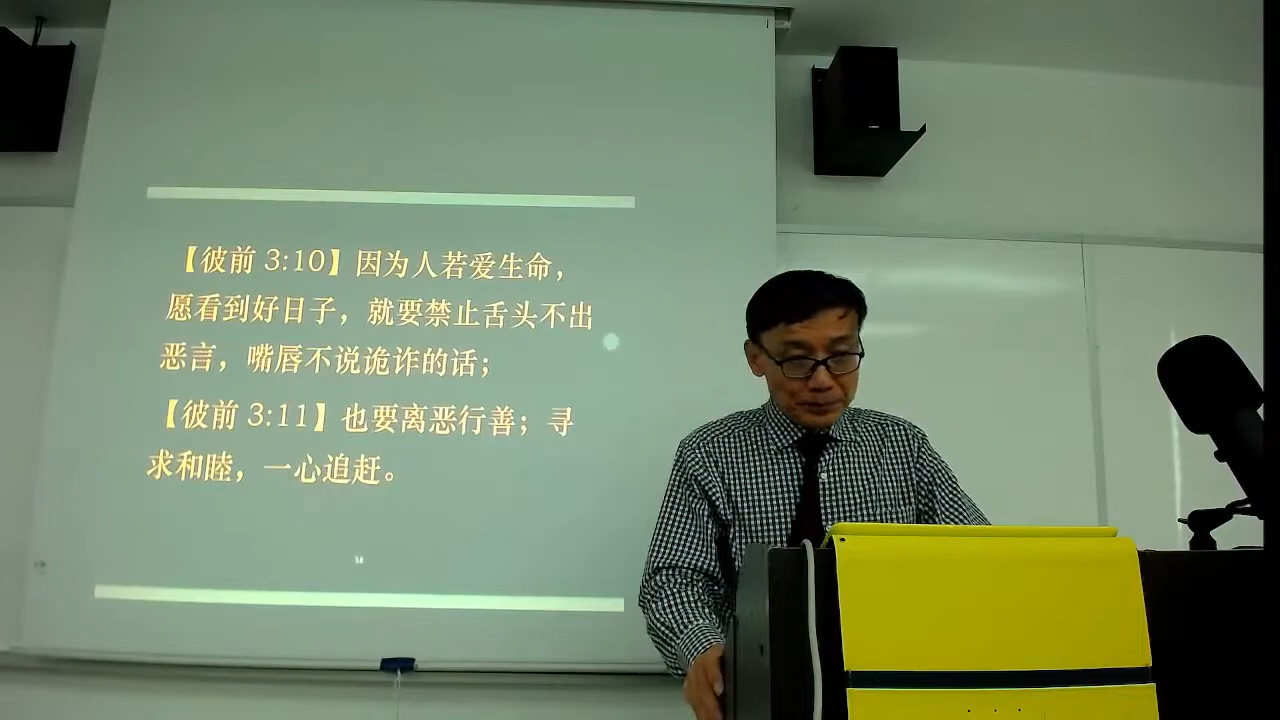 【彼前 3:10】因为人若爱生命，
愿看到好日子，就要禁止舌头不出
恶言，嘴唇不说诡诈的话；
【彼前 3:11】也要离恶行善；寻
求和睦，一心追赶。